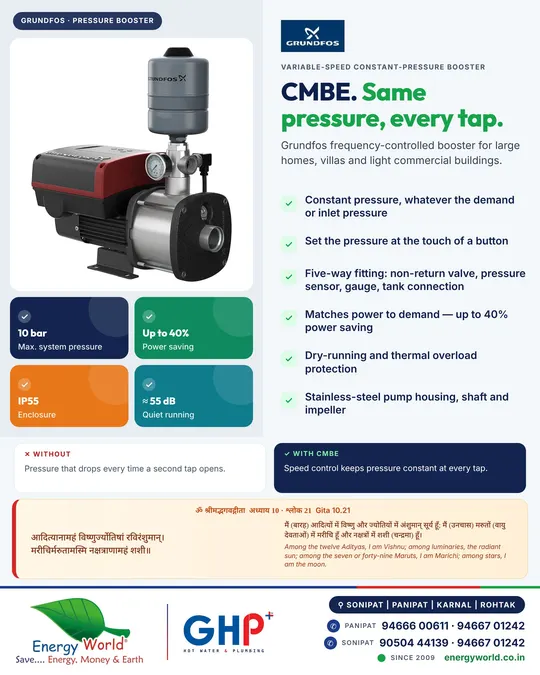 GRUNDFOS · PRESSURE BOOSTER
GRUNDFOS
GRUNDFOS
VARIABLE-SPEED CONSTANT-PRESSURE BOOSTER
CMBE. Same
pressure, every tap.
Grundfos frequency-controlled booster for large
homes, villas and light commercial buildings.
Constant pressure, whatever the demand
or inlet pressure
Set the pressure at the touch of a button
Five-way fitting: non-return valve, pressure
sensor, gauge, tank connection
Matches power to demand — up to 40%
power saving
Dry-running and thermal overload
protection
Stainless-steel pump housing, shaft and
impeller
10 bar
Max. system pressure
Up to 40%
Power saving
IP55
Enclosure
≈ 55 dB
Quiet running
✕ WITHOUT
Pressure that drops every time a second tap opens.
✓ WITH CMBE
Speed control keeps pressure constant at every tap.
ॐ श्रीमद्भगवद्गीता अध्याय 10 · श्लोक 21 Gita 10.21
आदित्यानामहं विष्णुर्ज्योतिषां रविरंशुमान्।
मरीचिर्मरुतामस्मि नक्षत्राणामहं शशी॥
मैं (बारह) आदित्यों में विष्णु और ज्योतियों में अंशुमान् सूर्य हूँ; मैं (उनचास) मरुतों (वायु
देवताओं) में मरीचि हूँ और नक्षत्रों में शशी (चन्द्रमा) हूँ।
Among the twelve Adityas, I am Vishnu; among luminaries, the radiant
sun; among the seven or forty-nine Maruts, I am Marichi; among stars, I
am the moon.
Energy World
Save.... Energy, Money & Earth
GHP+
HOT WATER & PLUMBING
SONIPAT | PANIPAT | KARNAL | ROHTAK
PANIPAT 94666 00611 · 94667 01242
SONIPAT 90504 44139 · 94667 01242
SINCE 2009 energyworld.co.in